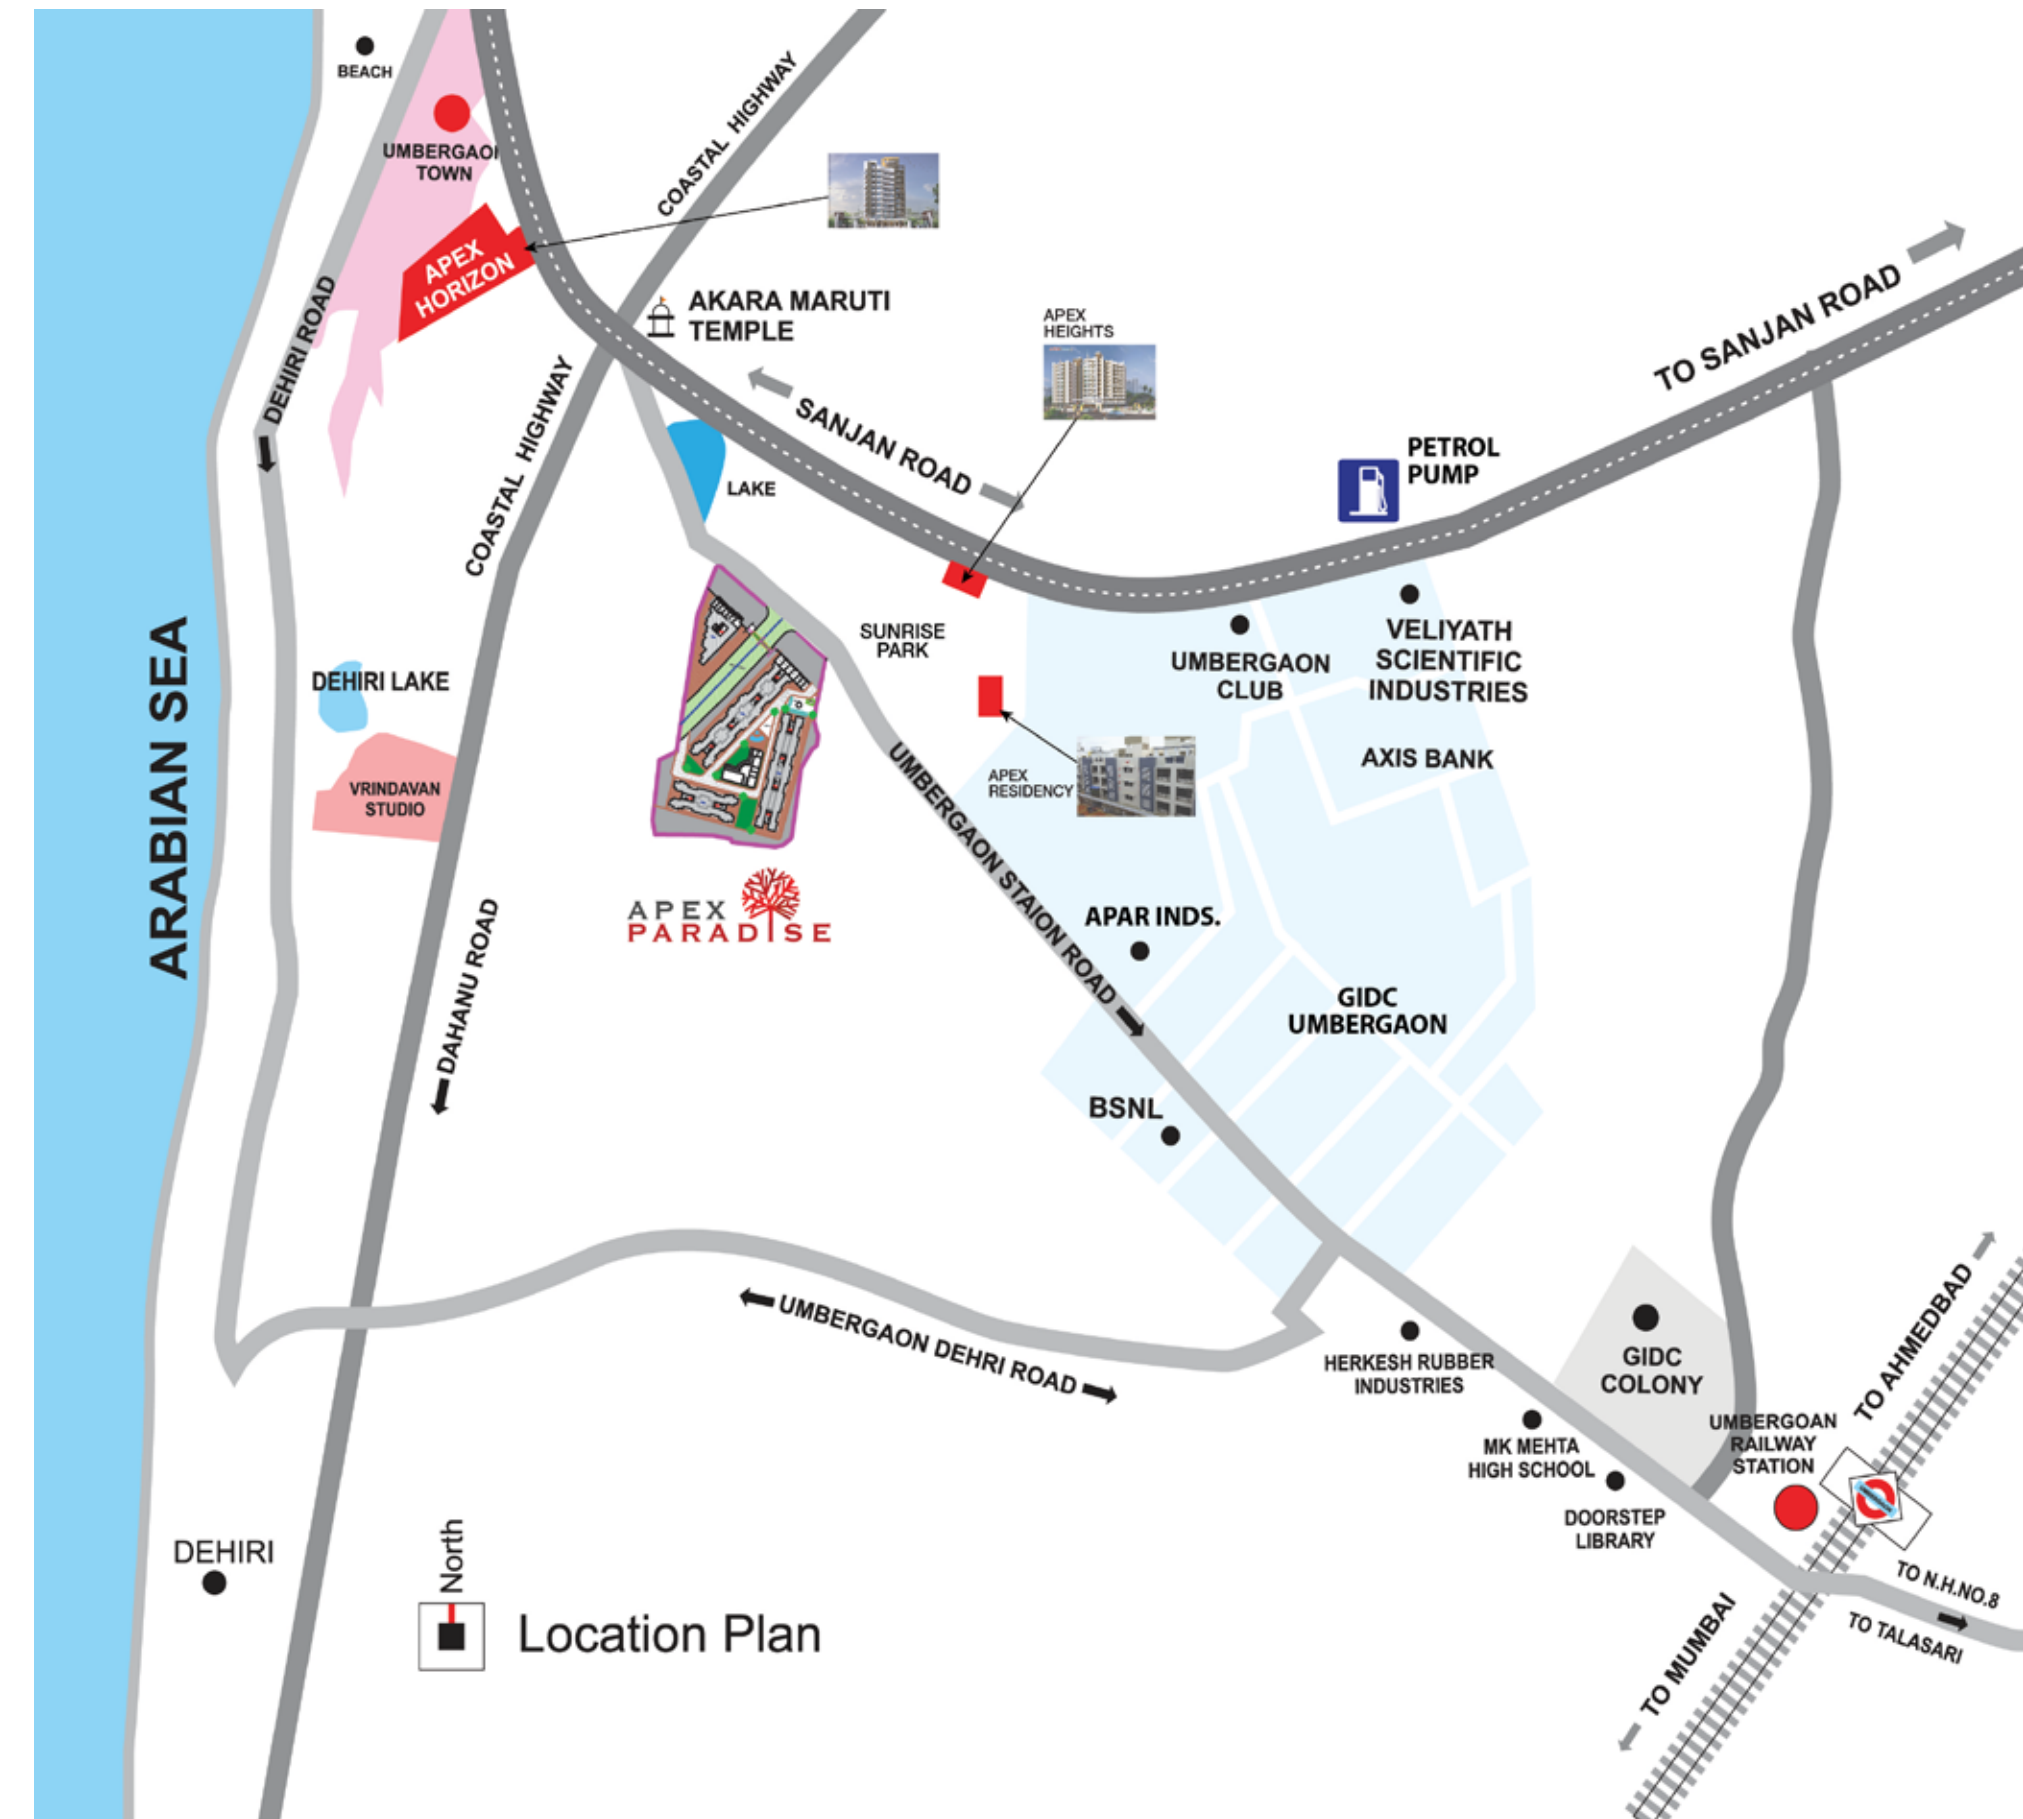 BEACH
UMBERGAO
TOWN
APEX
HORIZON
DEHIRI ROAD
COASTAL HIGHWAY
AKARA MARUTI
TEMPLE
APEX
HEIGHTS
SANJAN ROAD
TO SANJAN ROAD
COASTAL HIGHWAY
LAKE
PETROL
PUMP
SUNRISE
PARK
UMBERGAON
CLUB
VELIYATH
SCIENTIFIC
INDUSTRIES
AXIS BANK
ARABIAN SEA
DEHIRI LAKE
VRINDAVAN
STUDIO
APEX
RESIDENCY
UMBERGAON STAION ROAD
APEX
PARADISE
DAHANU ROAD
APAR INDS.
GIDC
UMBERGAON
BSNL
UMBERGAON DEHRI ROAD
HERKESH RUBBER
INDUSTRIES
GIDC
COLONY
MK MEHTA
HIGH SCHOOL
DOORSTEP
LIBRARY
UMBERGOAN
RAILWAY
STATION
TO AHMEDBAD
TO MUMBAI
TO N.H.NO.8
TO TALASARI
DEHIRI
North
Location Plan